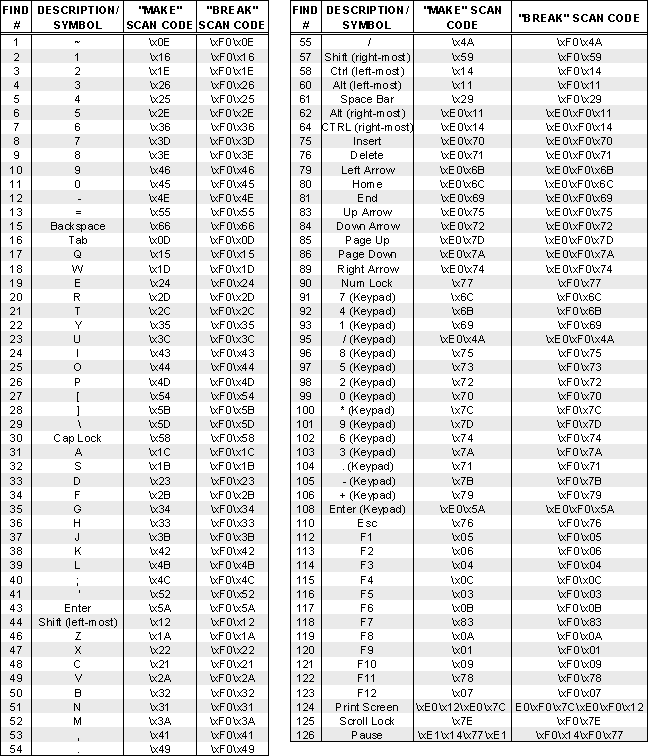 FIND # DESCRIPTION/ SYMBOL "MAKE" SCAN CODE "BREAK" SCAN CODE
1 ~ \x0E \xF0\x0E
2 1 \x16 \xF0\x16
3 2 \x1E \xF0\x1E
4 3 \x26 \xF0\x26
5 4 \x25 \xF0\x25
6 5 \x2E \xF0\x2E
7 6 \x36 \xF0\x36
8 7 \x3D \xF0\x3D
9 8 \x3E \xF0\x3E
10 9 \x46 \xF0\x46
11 0 \x45 \xF0\x45
12 - \x4E \xF0\x4E
13 = \x55 \xF0\x55
15 Backspace \x66 \xF0\x66
16 Tab \x0D \xF0\x0D
17 Q \x15 \xF0\x15
18 W \x1D \xF0\x1D
19 E \x24 \xF0\x24
20 R \x2D \xF0\x2D
21 T \x2C \xF0\x2C
22 Y \x35 \xF0\x35
23 U \x3C \xF0\x3C
24 I \x43 \xF0\x43
25 O \x44 \xF0\x44
26 P \x4D \xF0\x4D
27 [ \x54 \xF0\x54
28 ] \x5B \xF0\x5B
29 \ \x5D \xF0\x5D
30 Cap Lock \x58 \xF0\x58
31 A \x1C \xF0\x1C
32 S \x1B \xF0\x1B
33 D \x23 \xF0\x23
34 F \x2B \xF0\x2B
35 G \x34 \xF0\x34
36 H \x33 \xF0\x33
37 J \x3B \xF0\x3B
38 K \x42 \xF0\x42
39 L \x4B \xF0\x4B
40 ; \x4C \xF0\x4C
41 ' \x52 \xF0\x52
43 Enter \x5A \xF0\x5A
44 Shift (left-most) \x12 \xF0\x12
46 Z \x1A \xF0\x1A
47 X \x22 \xF0\x22
48 C \x21 \xF0\x21
49 V \x2A \xF0\x2A
50 B \x32 \xF0\x32
51 N \x31 \xF0\x31
52 M \x3A \xF0\x3A
53 , \x41 \xF0\x41
54 . \x49 \xF0\x49
FIND # DESCRIPTION/ SYMBOL "MAKE" SCAN CODE "BREAK" SCAN CODE
55 / \x4A \xF0\x4A
57 Shift (right-most) \x59 \xF0\x59
58 Ctrl (left-most) \x14 \xF0\x14
60 Alt (left-most) \x11 \xF0\x11
61 Space Bar \x29 \xF0\x29
62 Alt (right-most) \xE0\x11 \xE0\xF0\x11
64 CTRL (right-most) \xE0\x14 \xE0\xF0\x14
75 Insert \xE0\x70 \xE0\xF0\x70
76 Delete \xE0\x71 \xE0\xF0\x71
79 Left Arrow \xE0\x6B \xE0\xF0\x6B
80 Home \xE0\x6C \xE0\xF0\x6C
81 End \xE0\x69 \xE0\xF0\x69
83 Up Arrow \xE0\x75 \xE0\xF0\x75
84 Down Arrow \xE0\x72 \xE0\xF0\x72
85 Page Up \xE0\x7D \xE0\xF0\x7D
86 Page Down \xE0\x7A \xE0\xF0\x7A
89 Right Arrow \xE0\x74 \xE0\xF0\x74
90 Num Lock \x77 \xF0\x77
91 7 (Keypad) \x6C \xF0\x6C
92 4 (Keypad) \x6B \xF0\x6B
93 1 (Keypad) \x69 \xF0\x69
95 / (Keypad) \xE0\x4A \xE0\xF0\x4A
96 8 (Keypad) \x75 \xF0\x75
97 5 (Keypad) \x73 \xF0\x73
98 2 (Keypad) \x72 \xF0\x72
99 0 (Keypad) \x70 \xF0\x70
100 * (Keypad) \x7C \xF0\x7C
101 9 (Keypad) \x7D \xF0\x7D
102 6 (Keypad) \x74 \xF0\x74
103 3 (Keypad) \x7A \xF0\x7A
104 . (Keypad) \x71 \xF0\x71
105 - (Keypad) \x7B \xF0\x7B
106 + (Keypad) \x79 \xF0\x79
108 Enter (Keypad) \xE0\x5A \xE0\xF0\x5A
110 Esc \x76 \xF0\x76
112 F1 \x05 \xF0\x05
113 F2 \x06 \xF0\x06
114 F3 \x04 \xF0\x04
115 F4 \x0C \xF0\x0C
116 F5 \x03 \xF0\x03
117 F6 \x0B \xF0\x0B
118 F7 \x83 \xF0\x83
119 F8 \x0A \xF0\x0A
120 F9 \x01 \xF0\x01
121 F10 \x09 \xF0\x09
122 F11 \x78 \xF0\x78
123 F12 \x07 \xF0\x07
124 Print Screen \xE0\x12\xE0\x7C E0\xF0\x7C\xE0\xF0\x12
125 Scroll Lock \x7E \xF0\x7E
126 Pause \xE1\x14\x77\xE1 \xF0\x14\xF0\x77